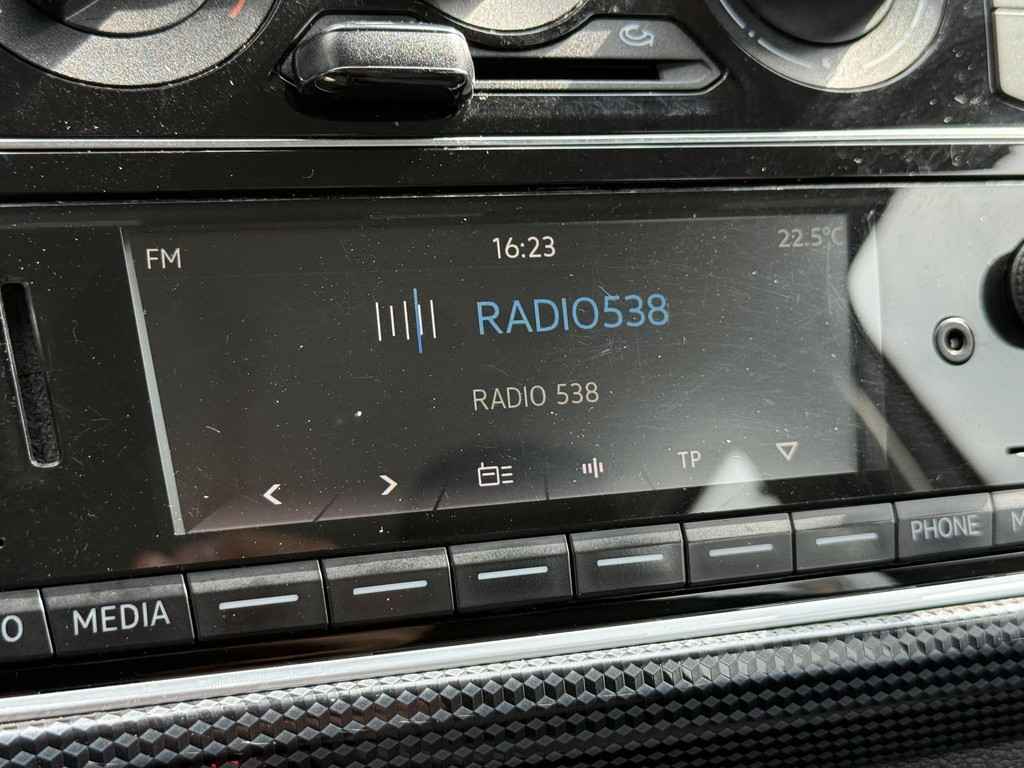 FM 16:23 22.5°C
RADIO538
RADIO 538
TP
MEDIA
PHONE